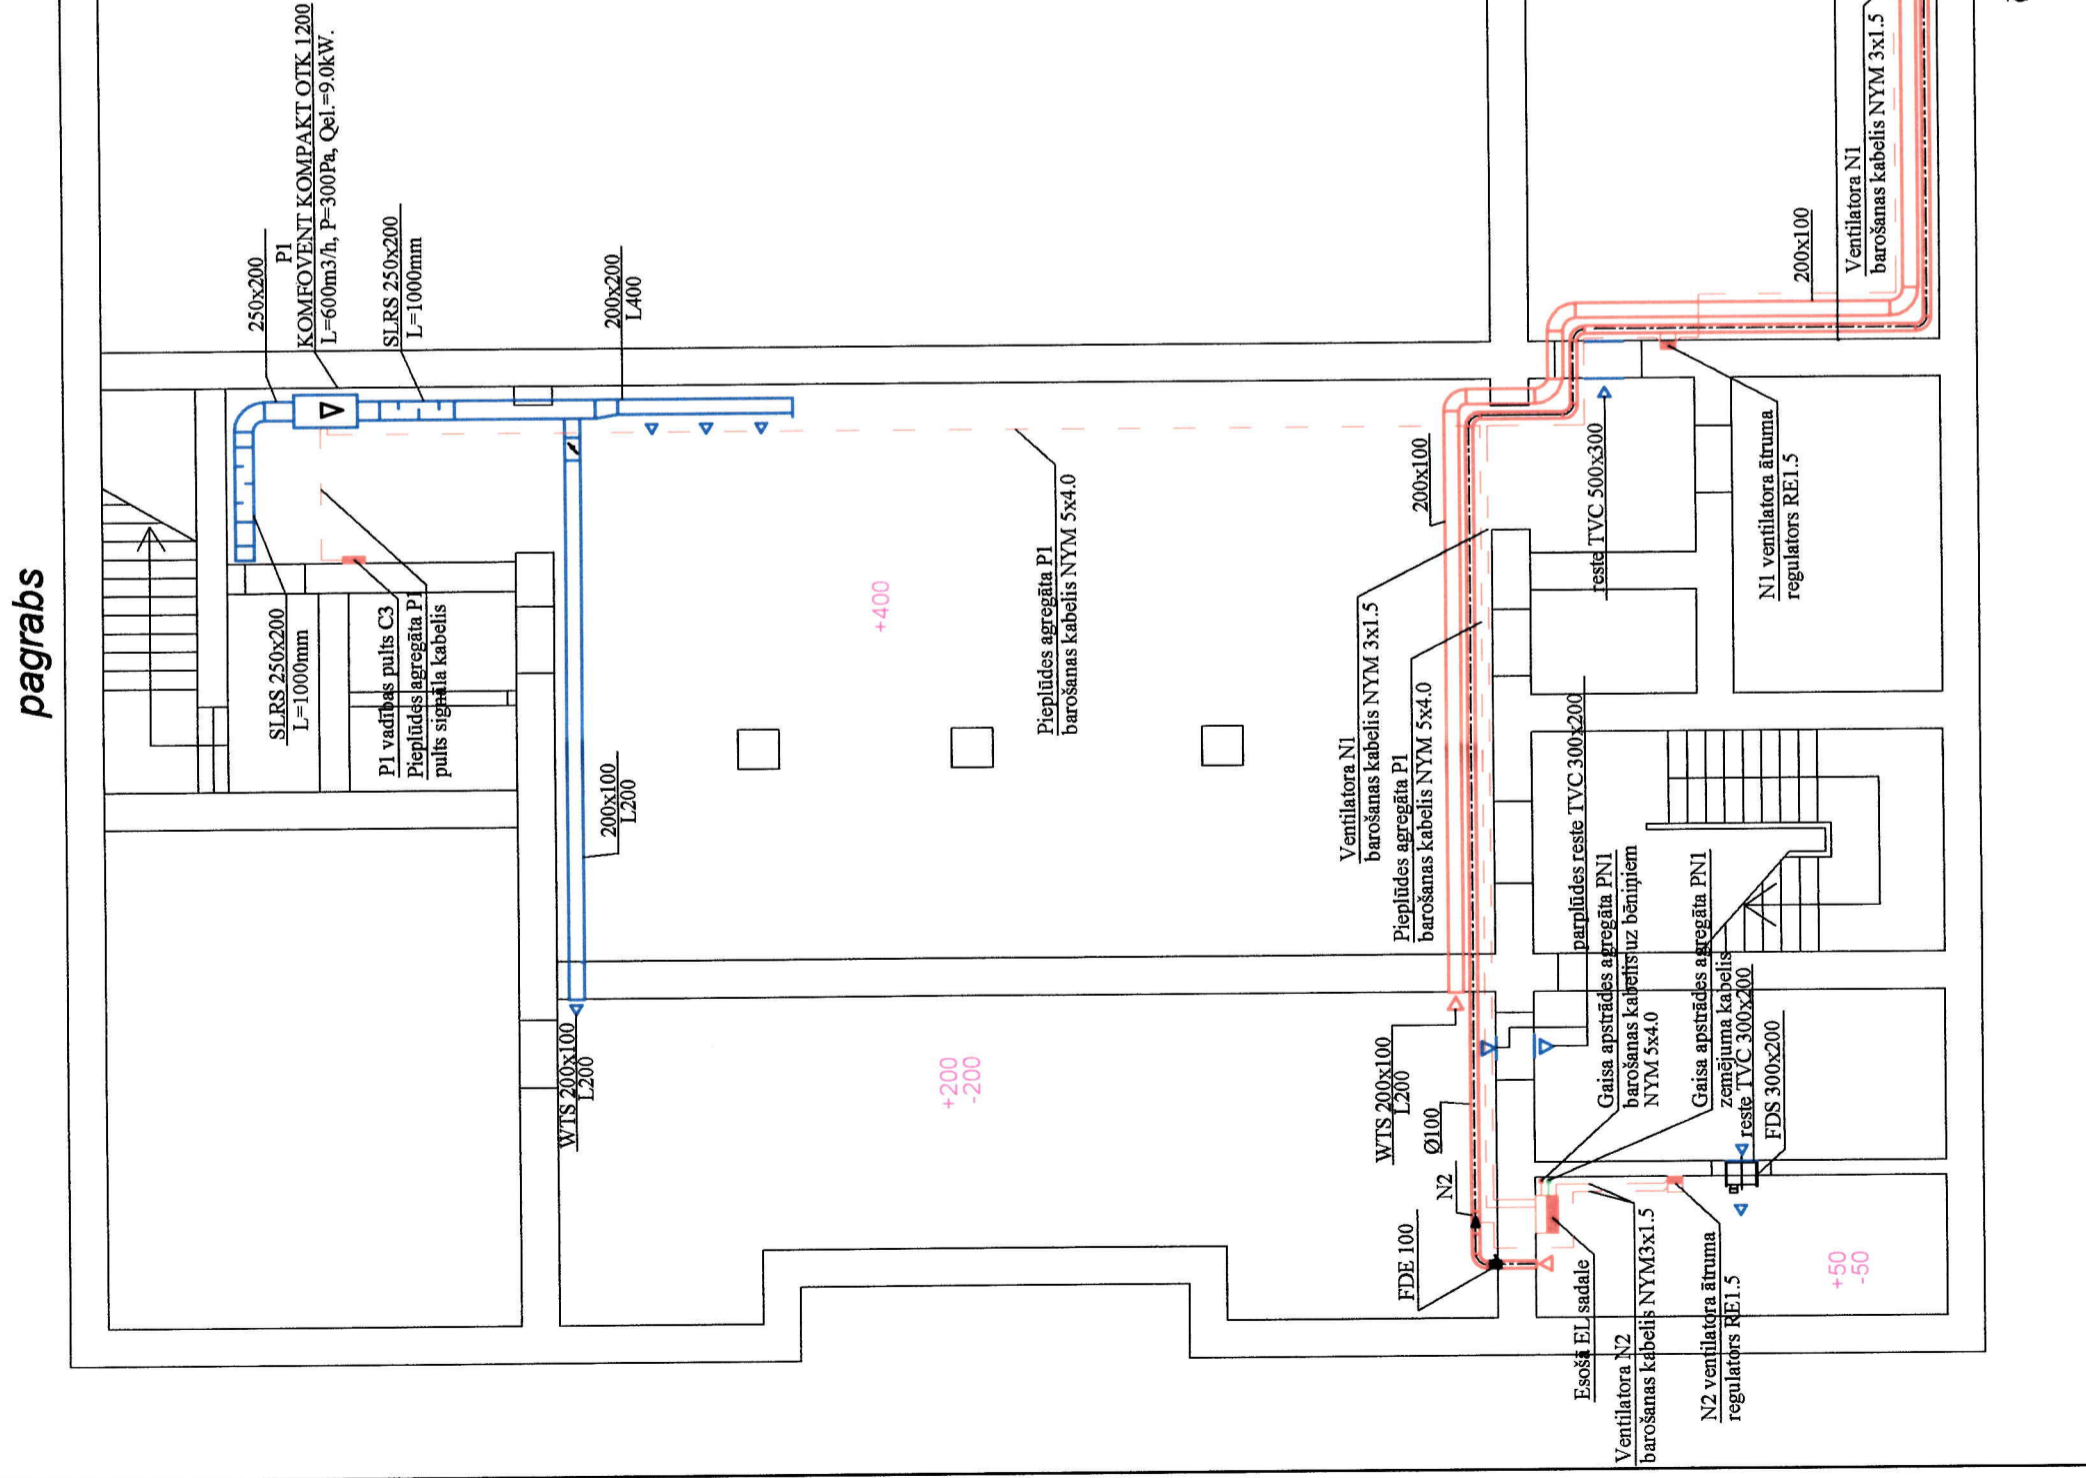 pagrabs
250x200
P1
KOMFOVENT KOMPAKT OTK 1200
L=600m3/h, P=300Pa, Qel.=9.0kW.
SLRS 250x200
L=1000mm
200x200
L400
SLRS 250x200
L=1000mm
P1 vadības pults C3
Pieplūdes agregāta P1
pults signāla kabelis
200x100
L200
WTS 200x100
L200
+400
+200
-200
Pieplūdes agregāta P1
barošanas kabelis NYM 5x4.0
Ventilatora N1
barošanas kabelis NYM 3x1.5
Pieplūdes agregāta P1
barošanas kabelis NYM 5x4.0
200x100
WTS 200x100
L200
Ø100
N2
FDE 100
reste TVC 500x300
parplūdes reste TVC 300x200
Gaisa apstrādes agregāta PN1
barošanas kabelis uz bēniņiem
NYM 5x4.0
Gaisa apstrādes agregāta PN1
zemējuma kabelis
reste TVC 300x200
FDS 300x200
Esošā EL sadale
Ventilatora N2
barošanas kabelis NYM3x1.5
N2 ventilatora ātruma
regulators RE1.5
+50
-50
N1 ventilatora ātruma
regulators RE1.5
200x100
Ventilatora N1
barošanas kabelis NYM 3x1.5